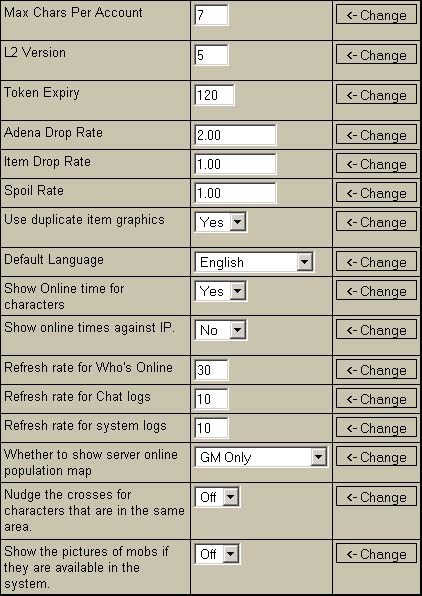 Max Chars Per Account 7 <- Change
L2 Version 5 <- Change
Token Expiry 120 <- Change
Adena Drop Rate 2.00 <- Change
Item Drop Rate 1.00 <- Change
Spoil Rate 1.00 <- Change
Use duplicate item graphics Yes <- Change
Default Language English <- Change
Show Online time for Yes <- Change
characters
Show online times against IP. No <- Change
Refresh rate for Who's Online 30 <- Change
Refresh rate for Chat logs 10 <- Change
Refresh rate for system logs 10 <- Change
Whether to show server online GM Only <- Change
population map
Nudge the crosses for Off <- Change
characters that are in the same
area.
Show the pictures of mobs if Off <- Change
they are available in the
system.